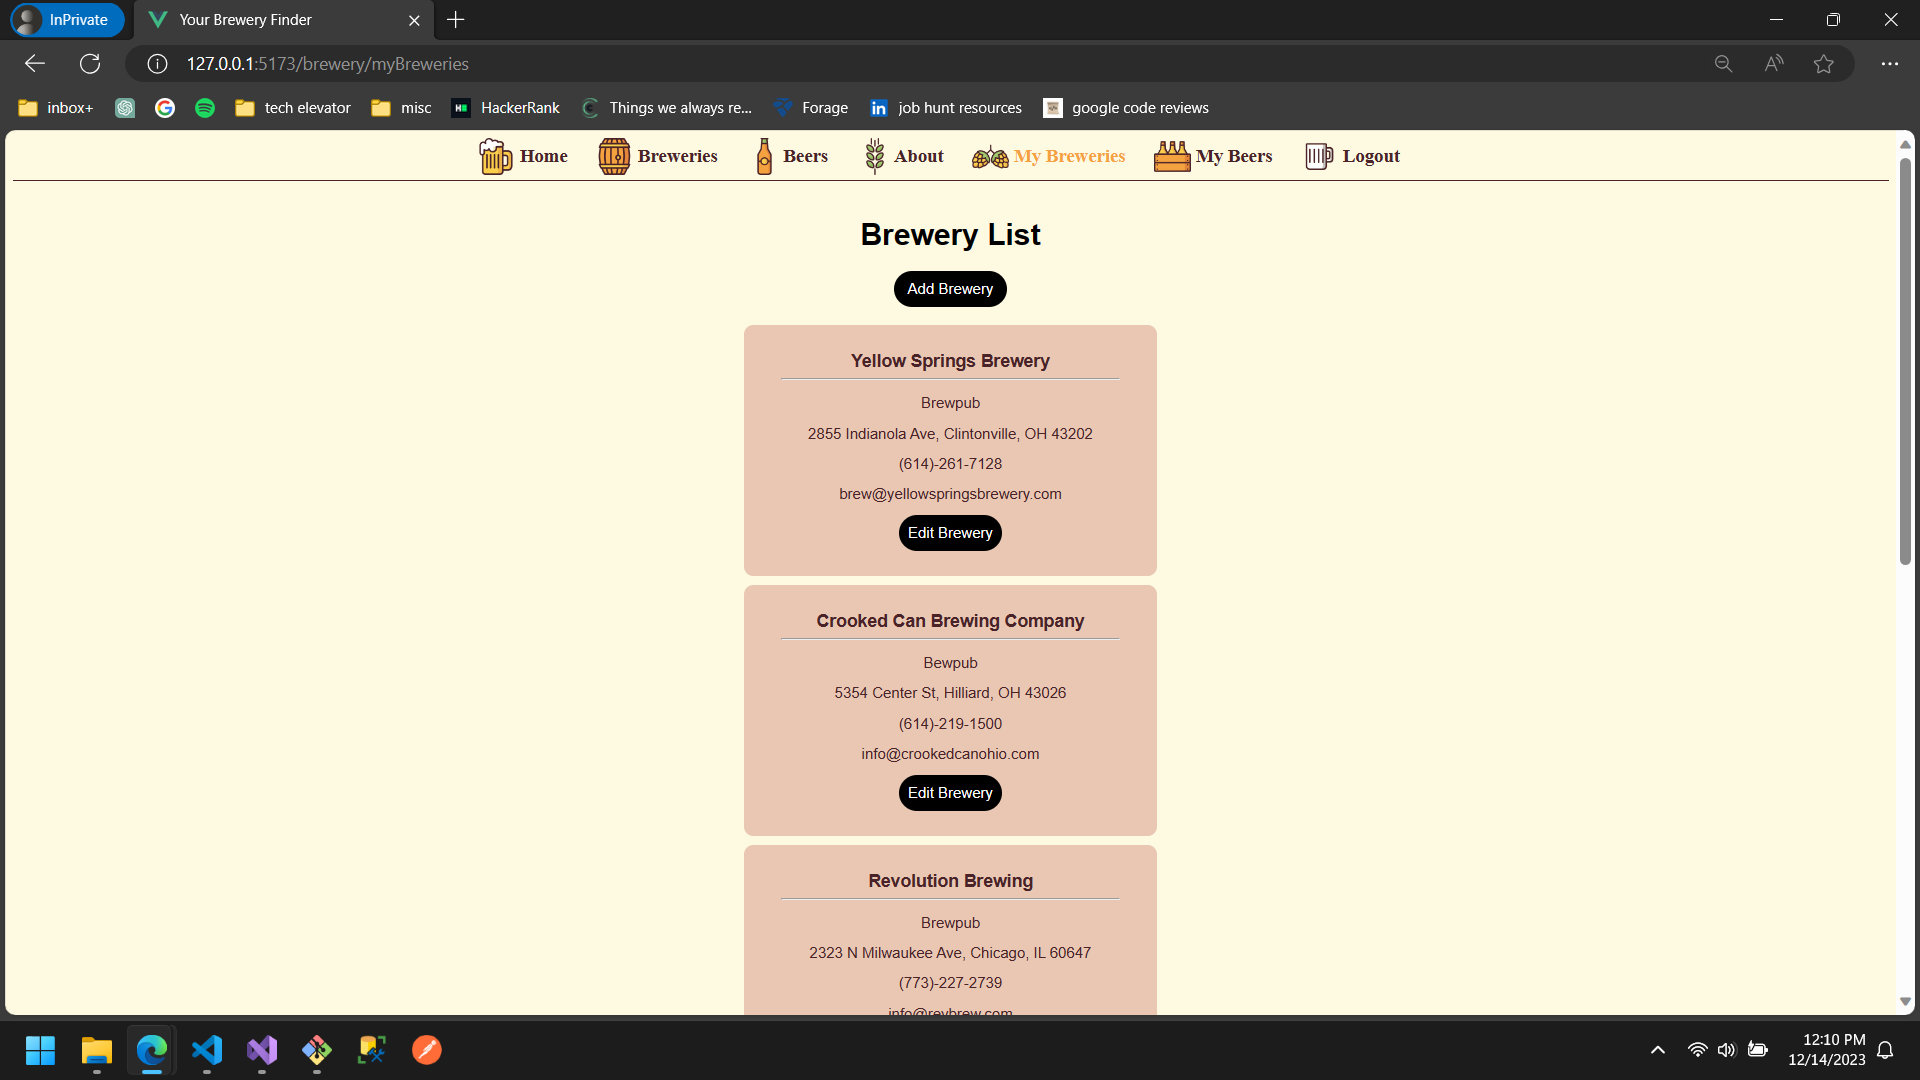 InPrivate
Your Brewery Finder
127.0.0.1:5173/brewery/myBreweries
inbox+
tech elevator
misc
HackerRank
Things we always re...
Forage
job hunt resources
google code reviews
Home
Breweries
Beers
About
My Breweries
My Beers
Logout
Brewery List
Add Brewery
Yellow Springs Brewery
Brewpub
2855 Indianola Ave, Clintonville, OH 43202
(614)-261-7128
brew@yellowspringsbrewery.com
Edit Brewery
Crooked Can Brewing Company
Bewpub
5354 Center St, Hilliard, OH 43026
(614)-219-1500
info@crookedcanohio.com
Edit Brewery
Revolution Brewing
Brewpub
2323 N Milwaukee Ave, Chicago, IL 60647
(773)-227-2739
info@revbrew.com
12:10 PM
12/14/2023